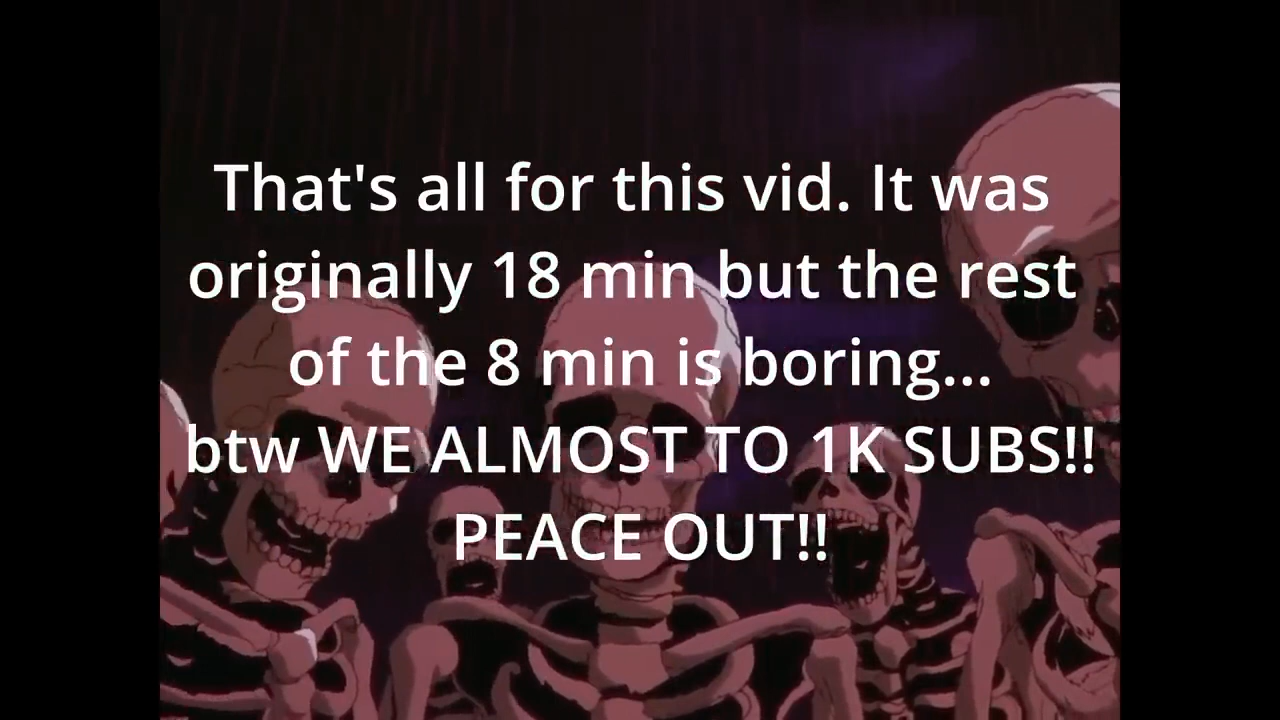 That's all for this vid. It was
originally 18 min but the rest
of the 8 min is boring...
btw WE ALMOST TO 1K SUBS!!
PEACE OUT!!